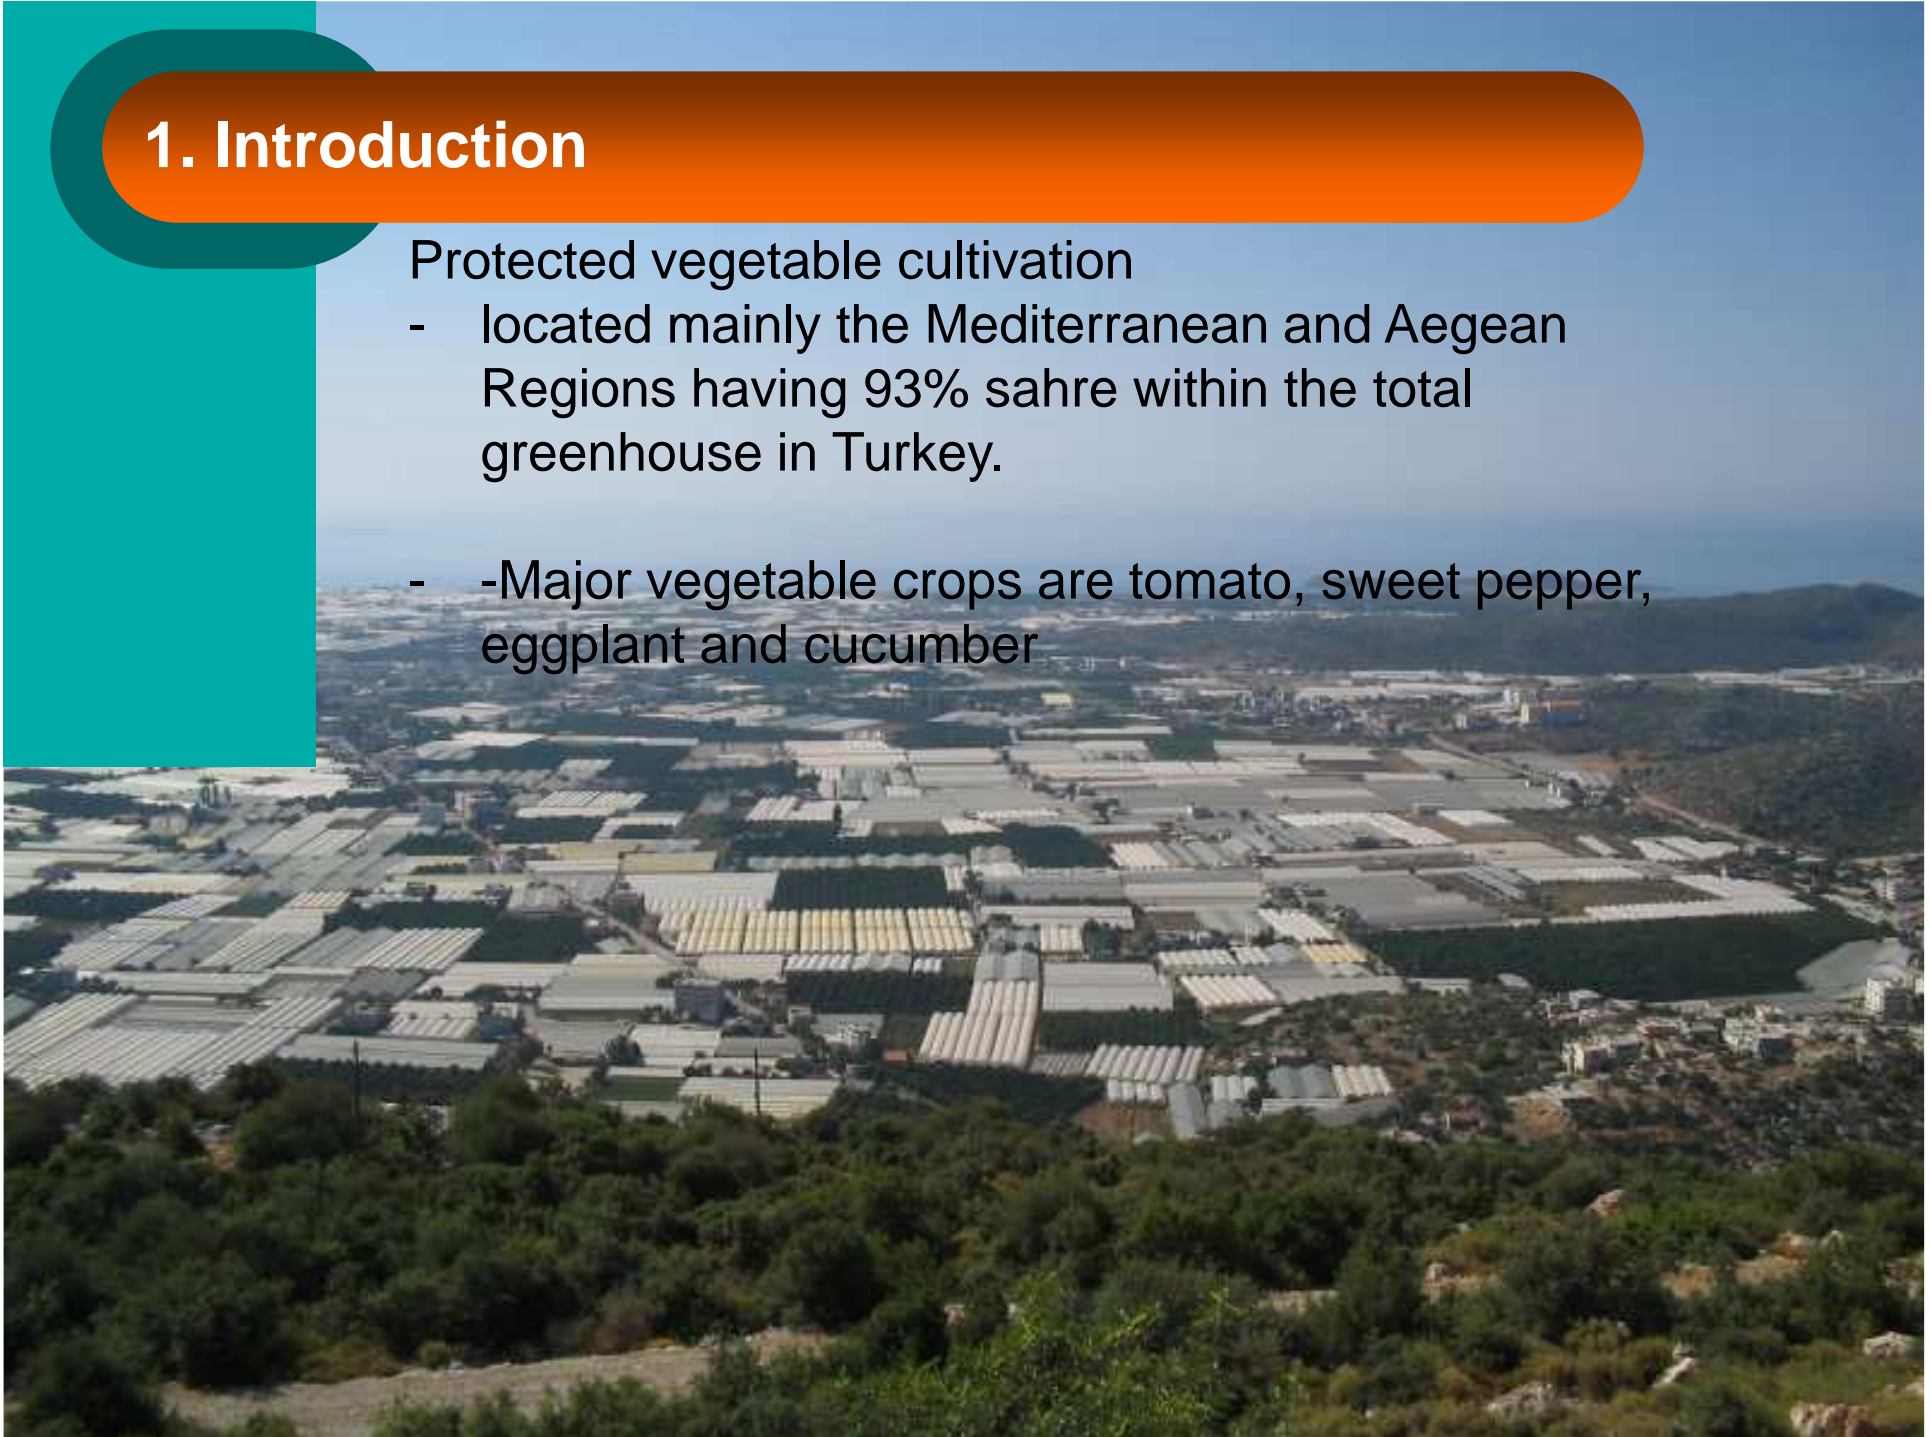 1. Introduction
Protected vegetable cultivation
- located mainly the Mediterranean and Aegean
Regions having 93% sahre within the total
greenhouse in Turkey.
- -Major vegetable crops are tomato, sweet pepper,
eggplant and cucumber